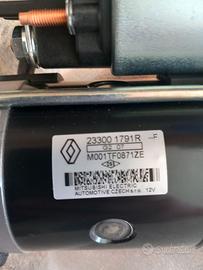 23300 1791R
M001TF0871ZE
MITSUBISHI ELECTRIC
AUTOMOTIVE CZECH s.r.o. 12V